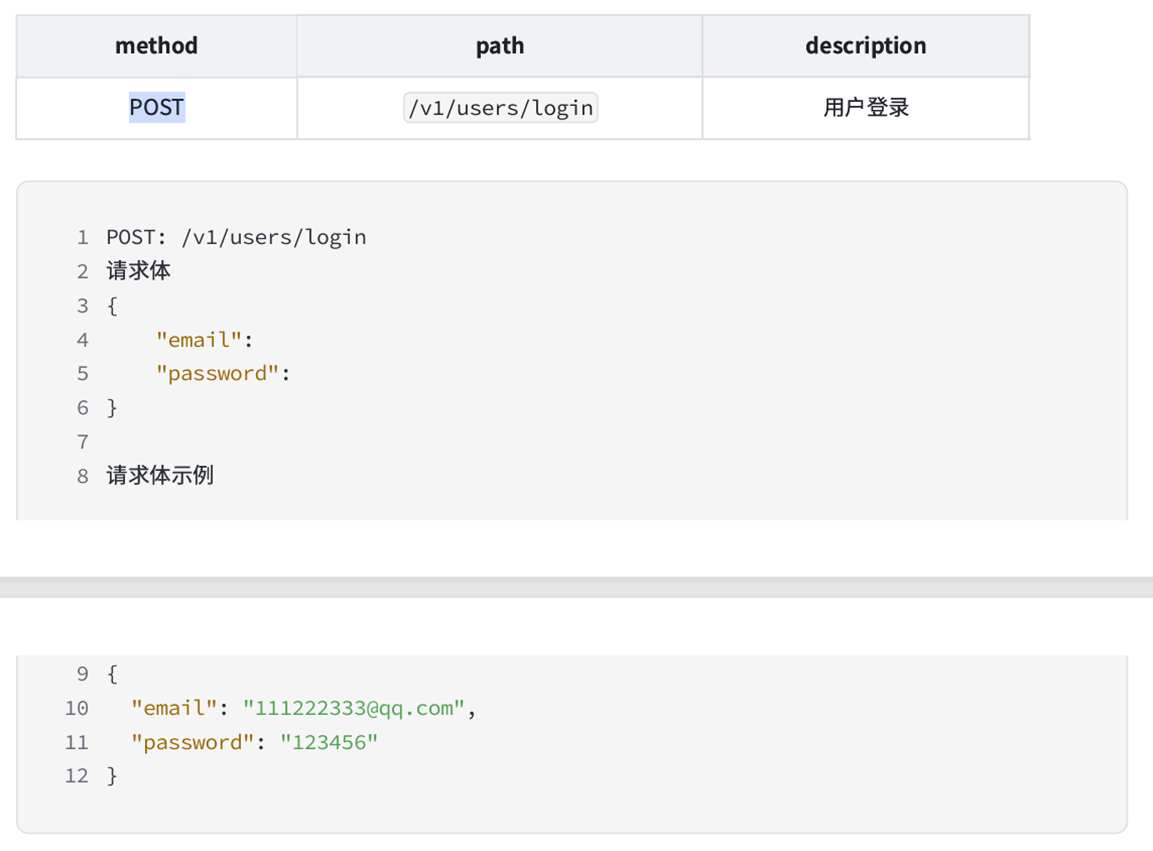 method path description
POST /v1/users/login 用户登录
1 POST: /v1/users/login
2 请求体
3 {
4     "email":
5     "password":
6 }
7
8 请求体示例
9 {
10   "email": "111222333@qq.com",
11   "password": "123456"
12 }